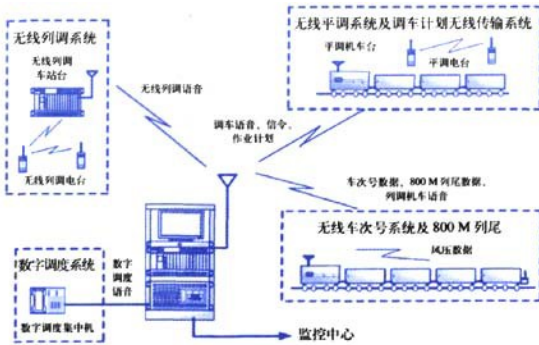 无线列调系统
无线列调
车站台
无线列调电台
无线列调语音
无线平调系统及调车计划无线传输系统
平调机车台
平调电台
调车语音、信令、
作业计划
车次号数据、800 M 列尾数据、
列调机车语音
无线车次号系统及 800 M 列尾
风压数据
数字调度系统
数字调度集中机
数字
调度
语音
监控中心